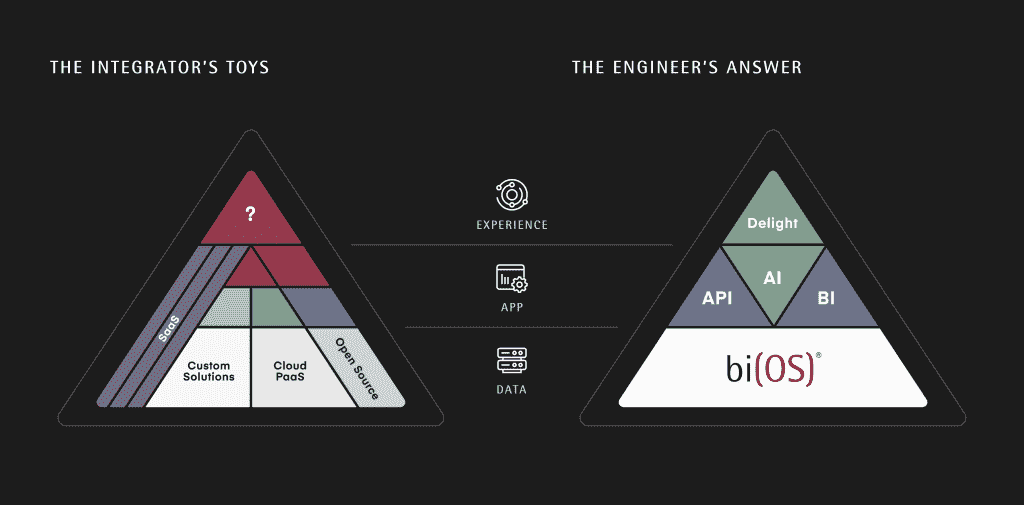 THE INTEGRATOR'S TOYS
THE ENGINEER'S ANSWER
?
SaaS
Custom
Solutions
Cloud
PaaS
Open Source
EXPERIENCE
APP
DATA
Delight
API
AI
BI
bi(OS)®